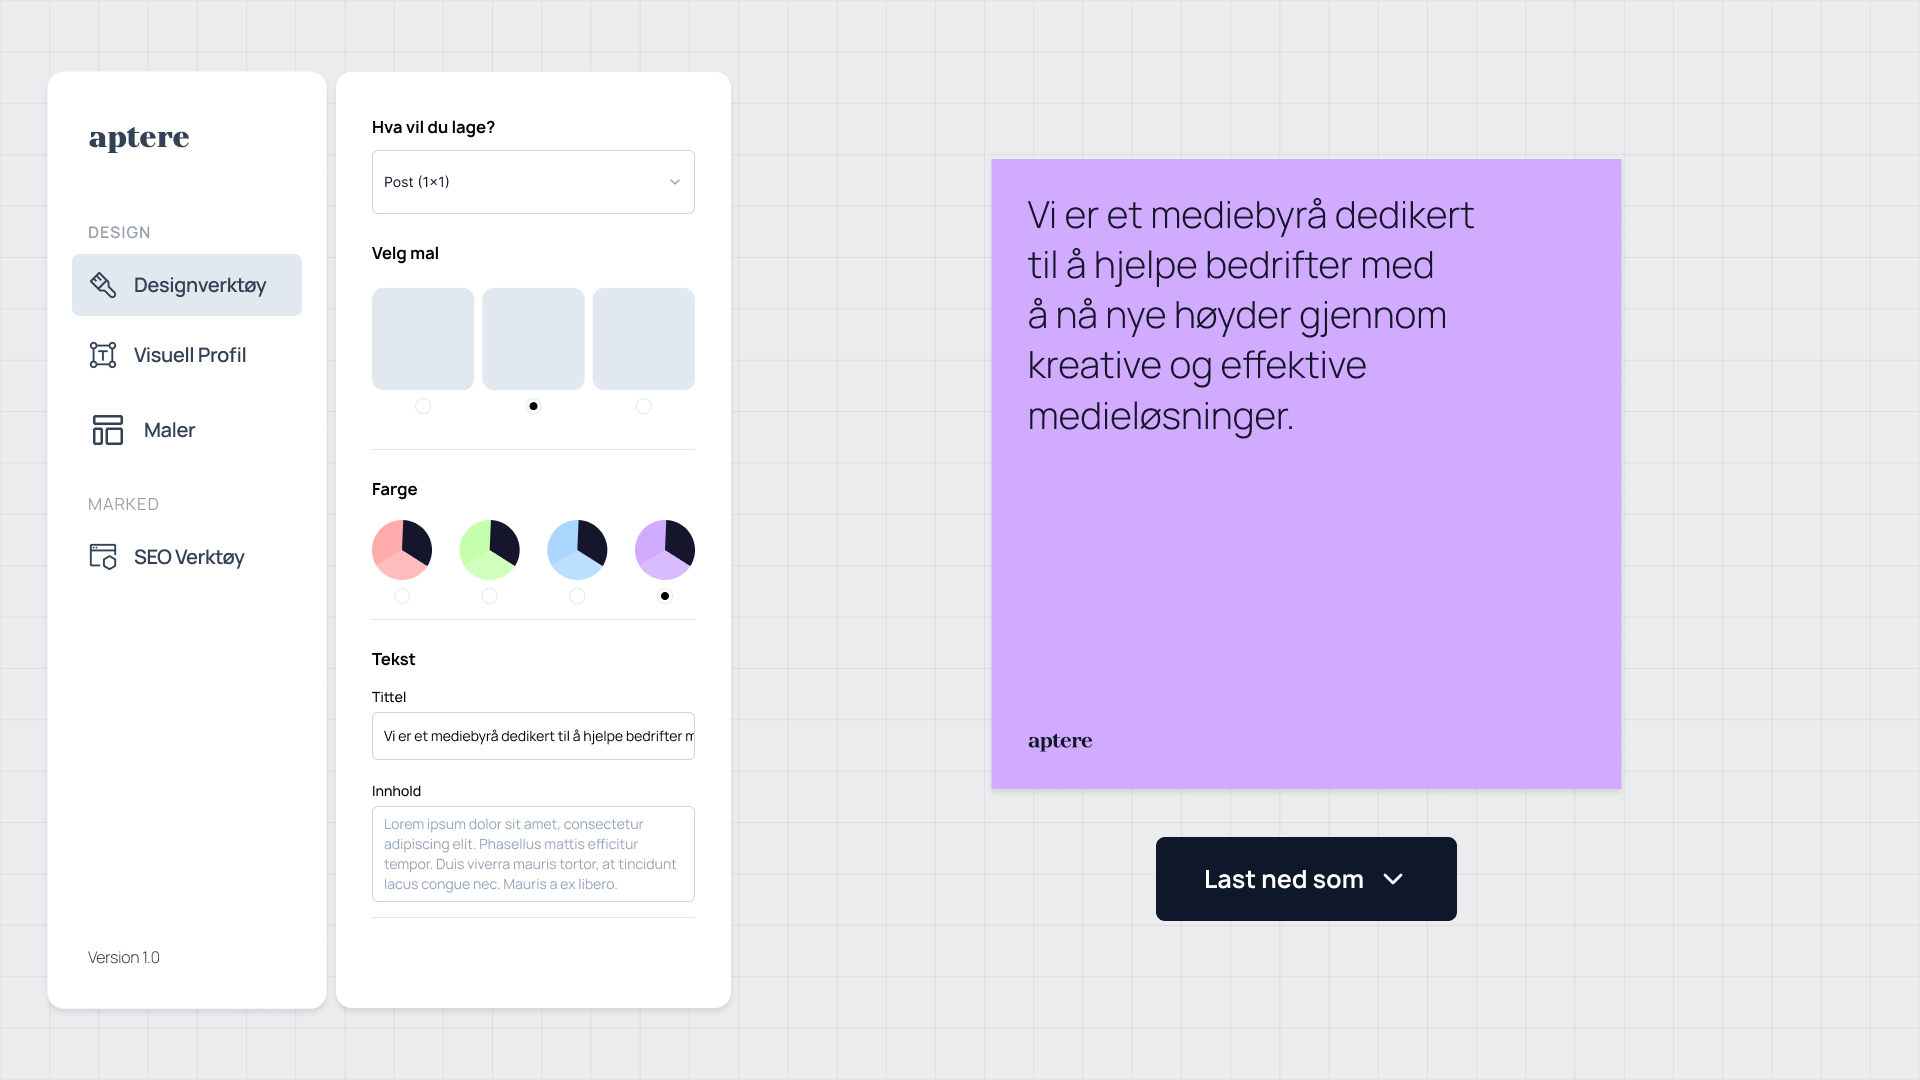 aptere
DESIGN
Designverktøy
Visuell Profil
Maler
MARKED
SEO Verktøy
Version 1.0
Hva vil du lage?
Post (1×1)
Velg mal
Farge
Tekst
Tittel
Vi er et mediebyrå dedikert til å hjelpe bedrifter m
Innhold
Lorem ipsum dolor sit amet, consectetur
adipiscing elit. Phasellus mattis efficitur
tempor. Duis viverra mauris tortor, at tincidunt
lacus congue nec. Mauris a ex libero.
Vi er et mediebyrå dedikert
til å hjelpe bedrifter med
å nå nye høyder gjennom
kreative og effektive
medieløsninger.
aptere
Last ned som